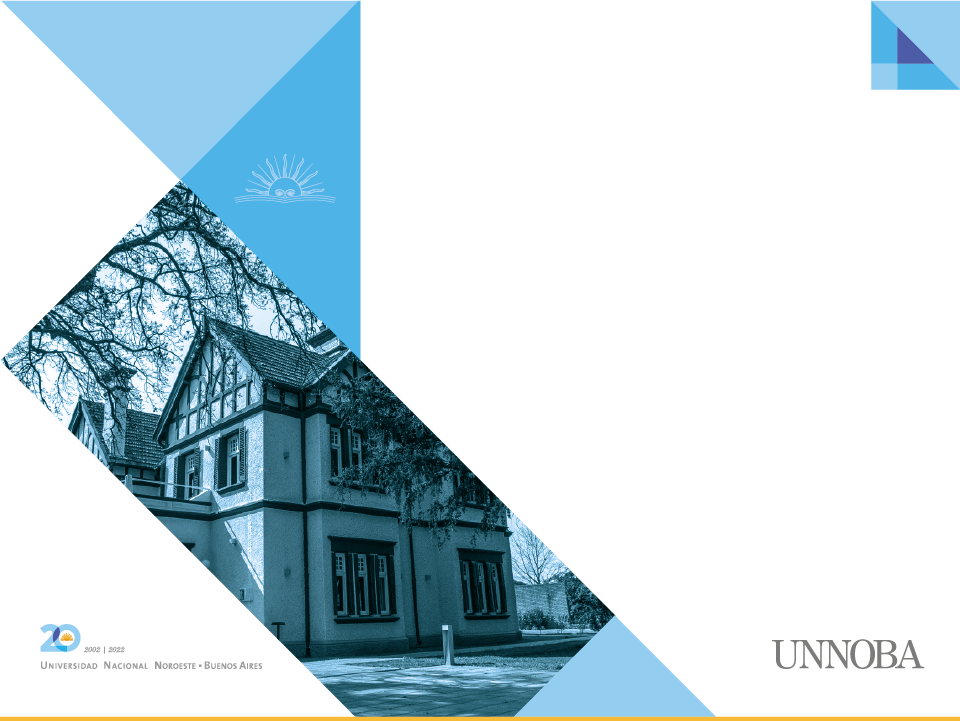 20 2002 | 2022
UNIVERSIDAD NACIONAL NOROESTE • BUENOS AIRES
UNNOBA